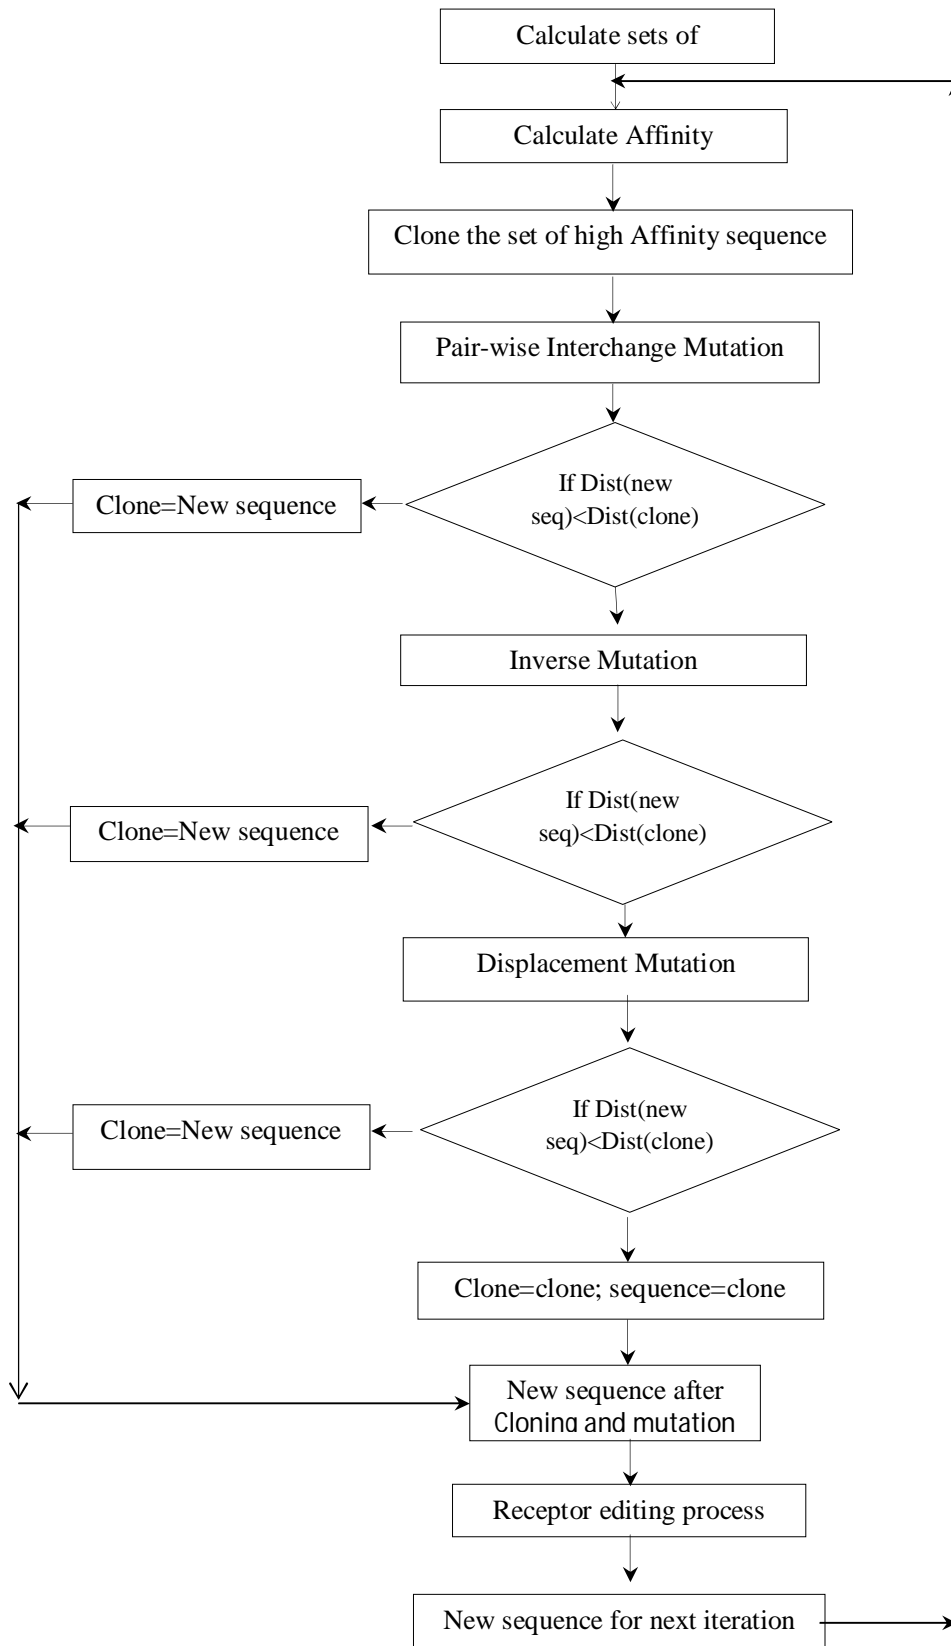 Calculate sets of
Calculate Affinity
Clone the set of high Affinity sequence
Pair-wise Interchange Mutation
If Dist(new
seq)<Dist(clone)
Clone=New sequence
Inverse Mutation
If Dist(new
seq)<Dist(clone)
Clone=New sequence
Displacement Mutation
If Dist(new
seq)<Dist(clone)
Clone=New sequence
Clone=clone; sequence=clone
New sequence after
Cloning and mutation
Receptor editing process
New sequence for next iteration